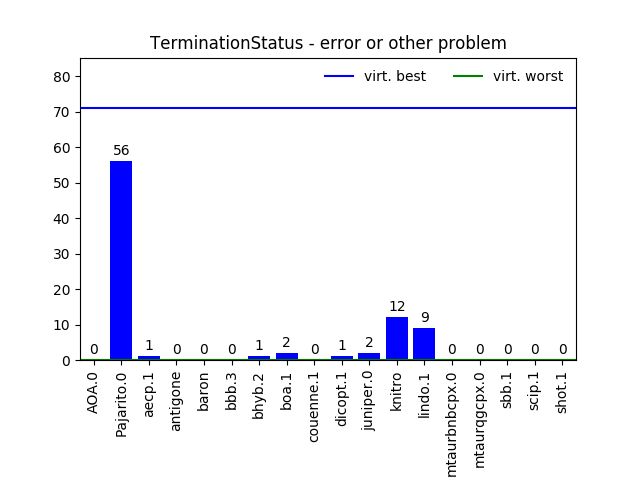 TerminationStatus - error or other problem
virt. best
virt. worst
80
70
60
50
40
30
20
10
0
0
56
1
0
0
0
1
2
0
1
2
12
9
0
0
0
0
0
AOA.0
Pajarito.0
aecp.1
antigone
baron
bbb.3
bhyb.2
boa.1
couenne.1
dicopt.1
juniper.0
knitro
lindo.1
mtaurbnbcpx.0
mtaurqgcpx.0
sbb.1
scip.1
shot.1